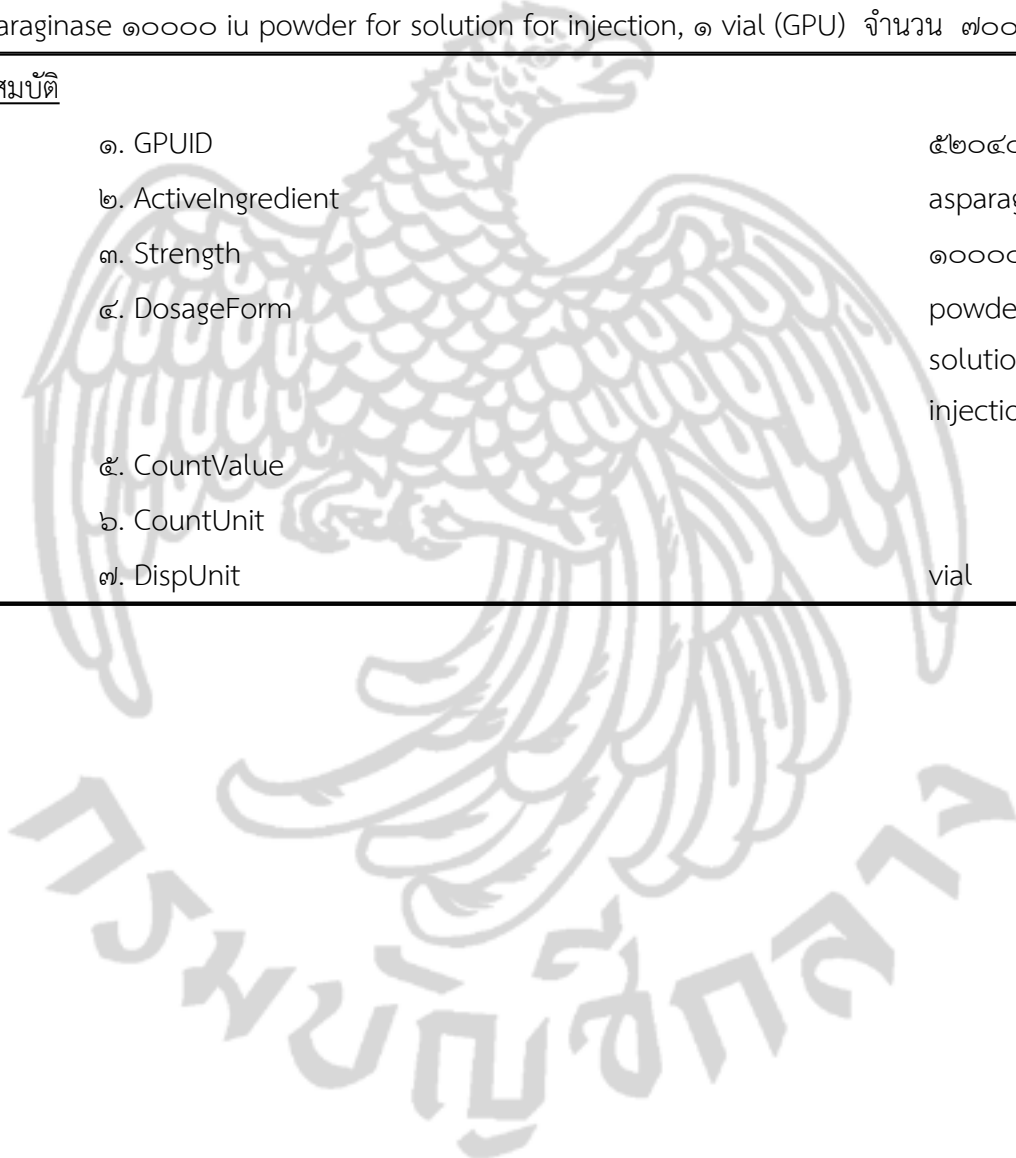 araginase ๑๐๐๐๐ iu powder for solution for injection, ๑ vial (GPU) จำนวน ๗๐๐
สมบัติ
๑. GPUID ๕๒๐๔๐
๒. ActiveIngredient asparag
๓. Strength ๑๐๐๐๐
๔. DosageForm powde
solutio
injectio
๕. CountValue
๖. CountUnit
๗. DispUnit vial
กรมบัญชีกลาง